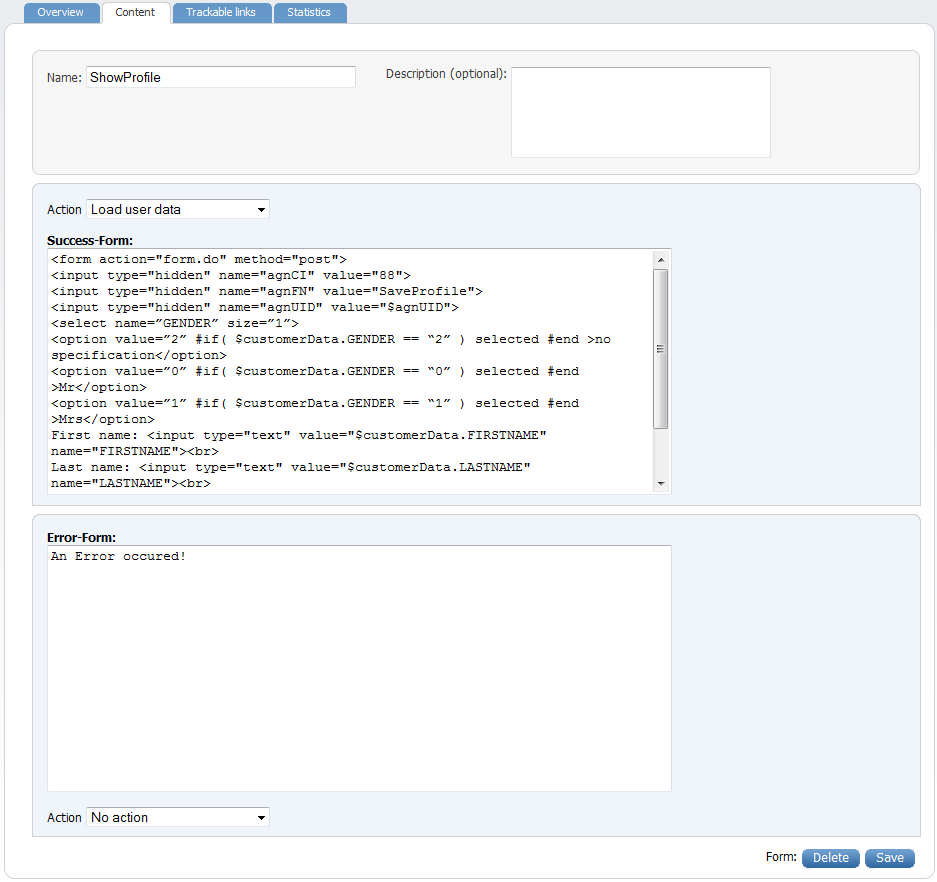 Overview Content Trackable links Statistics
Name: ShowProfile Description (optional):
Action Load user data
Success-Form:
<form action="form.do" method="post">
<input type="hidden" name="agnCI" value="88">
<input type="hidden" name="agnFN" value="SaveProfile">
<input type="hidden" name="agnUID" value="$agnUID">
<select name=”GENDER” size=”1”>
<option value=”2” #if( $customerData.GENDER == “2” ) selected #end >no
specification</option>
<option value=”0” #if( $customerData.GENDER == “0” ) selected #end
>Mr</option>
<option value=”1” #if( $customerData.GENDER == “1” ) selected #end
>Mrs</option>
First name: <input type="text" value="$customerData.FIRSTNAME"
name="FIRSTNAME"><br>
Last name: <input type="text" value="$customerData.LASTNAME"
name="LASTNAME"><br>
Error-Form:
An Error occured!
Action No action
Form: Delete Save